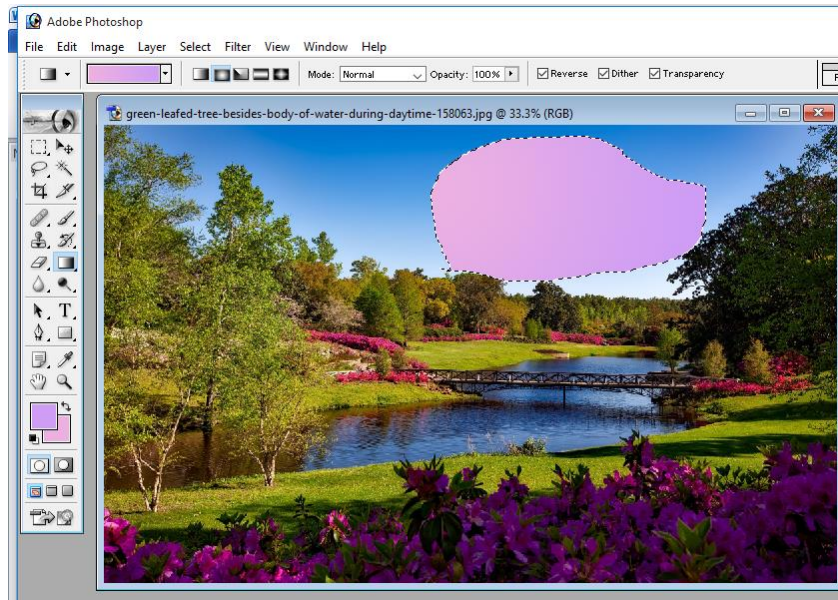 Adobe Photoshop
File Edit Image Layer Select Filter View Window Help
Mode: Normal Opacity: 100% Reverse Dither Transparency
green-leafed-tree-besides-body-of-water-during-daytime-158063.jpg @ 33.3% (RGB)
T